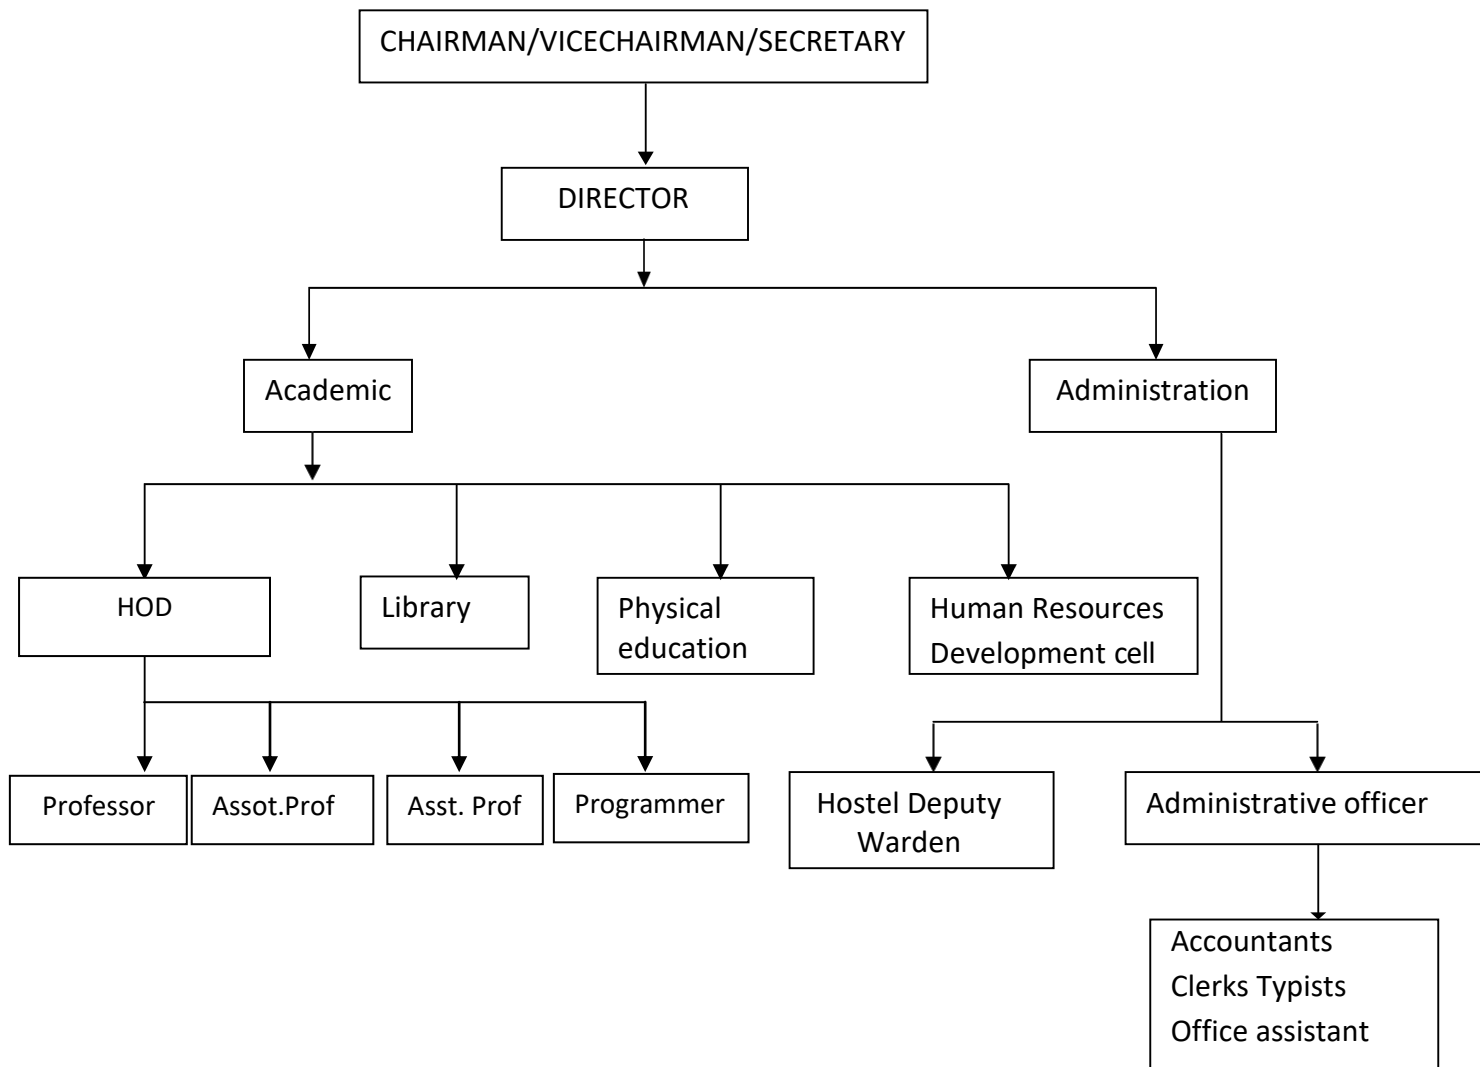 CHAIRMAN/VICECHAIRMAN/SECRETARY
DIRECTOR
Academic
Administration
HOD
Library
Physical
education
Human Resources
Development cell
Professor
Assot.Prof
Asst. Prof
Programmer
Hostel Deputy
Warden
Administrative officer
Accountants
Clerks Typists
Office assistant